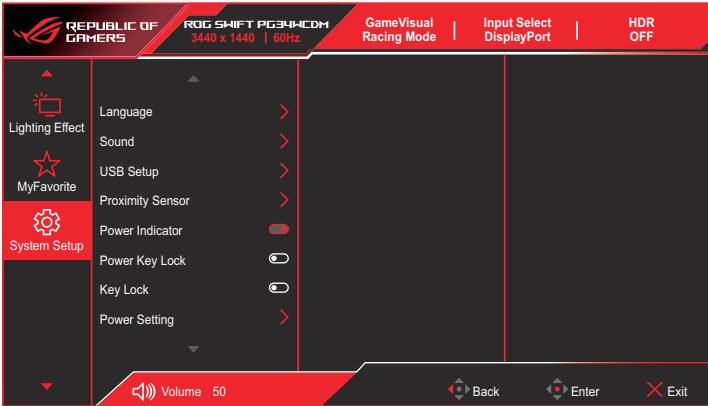 REPUBLIC OF
GAMERS
ROG SWIFT PG34WCDM
3440 x 1440 | 60Hz
GameVisual
Racing Mode
Input Select
DisplayPort
HDR
OFF
Lighting Effect
MyFavorite
System Setup
Language
Sound
USB Setup
Proximity Sensor
Power Indicator
Power Key Lock
Key Lock
Power Setting
Volume 50
Back
Enter
Exit